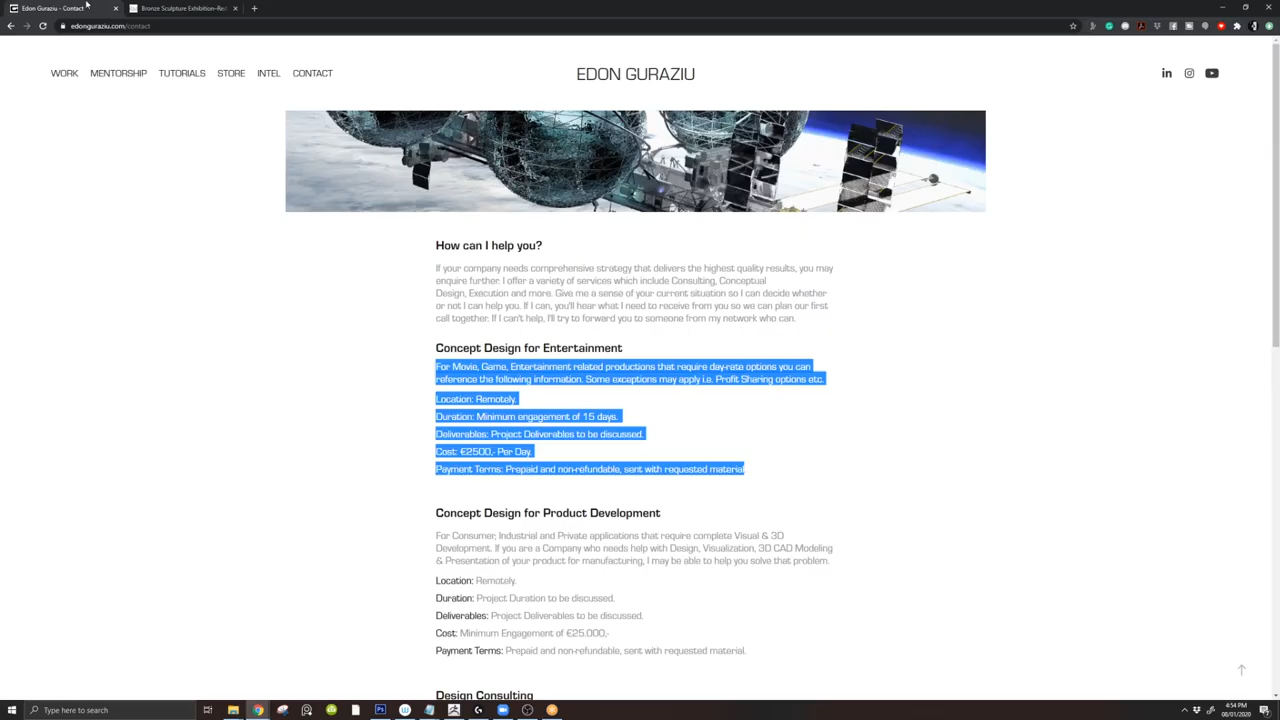 Edon Guraziu - Contact
Bronze Sculpture Exhibition–Res
edonguraziu.com/contact
WORK MENTORSHIP TUTORIALS STORE INTEL CONTACT
EDON GURAZIU
How can I help you?
If your company needs comprehensive strategy that delivers the highest quality results, you may
enquire further. I offer a variety of services which include Consulting, Conceptual
Design, Execution and more. Give me a sense of your current situation so I can decide whether
or not I can help you. If I can, you'll hear what I need to receive from you so we can plan our first
call together. If I can't help, I'll try to forward you to someone from my network who can.
Concept Design for Entertainment
For Movie, Game, Entertainment related productions that require day-rate options you can
reference the following information. Some exceptions may apply i.e. Profit Sharing options etc.
Location: Remotely.
Duration: Minimum engagement of 15 days.
Deliverables: Project Deliverables to be discussed.
Cost: €2500,- Per Day.
Payment Terms: Prepaid and non-refundable, sent with requested material
Concept Design for Product Development
For Consumer, Industrial and Private applications that require complete Visual & 3D
Development. If you are a Company who needs help with Design, Visualization, 3D CAD Modeling
& Presentation of your product for manufacturing, I may be able to help you solve that problem.
Location: Remotely.
Duration: Project Duration to be discussed.
Deliverables: Project Deliverables to be discussed.
Cost: Minimum Engagement of €25.000,-
Payment Terms: Prepaid and non-refundable, sent with requested material.
Design Consulting
Type here to search
4:54 PM
08/01/2020